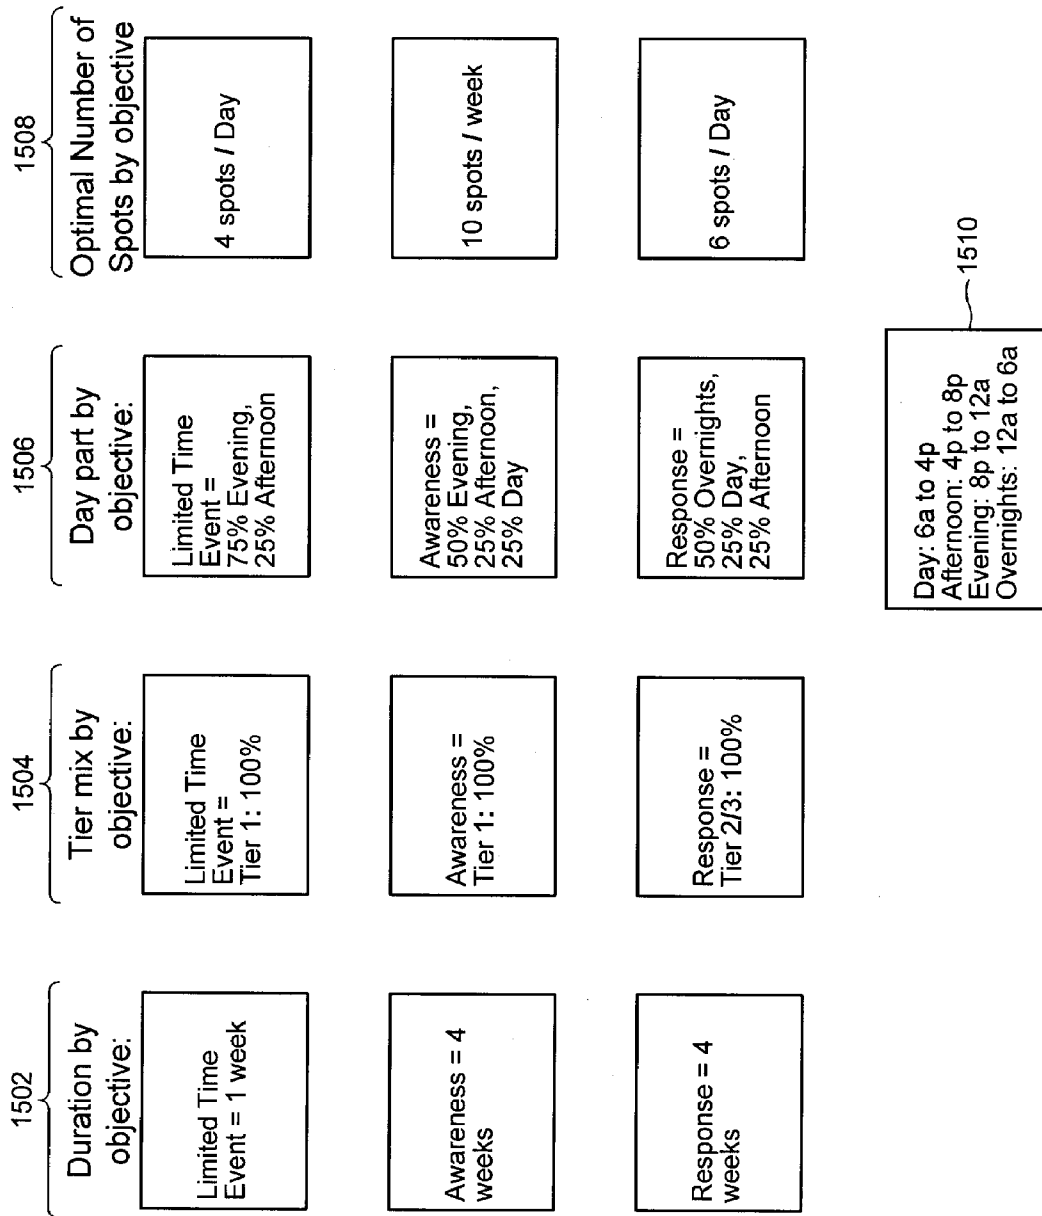 1502
Duration by
objective:
Limited Time
Event = 1 week
Awareness = 4
weeks
Response = 4
weeks
1504
Tier mix by
objective:
Limited Time
Event =
Tier 1: 100%
Awareness =
Tier 1: 100%
Response =
Tier 2/3: 100%
1506
Day part by
objective:
Limited Time
Event =
75% Evening,
25% Afternoon
Awareness =
50% Evening,
25% Afternoon,
25% Day
Response =
50% Overnights,
25% Day,
25% Afternoon
1508
Optimal Number of
Spots by objective
4 spots / Day
10 spots / week
6 spots / Day
Day: 6a to 4p
Afternoon: 4p to 8p
Evening: 8p to 12a
Overnights: 12a to 6a
1510